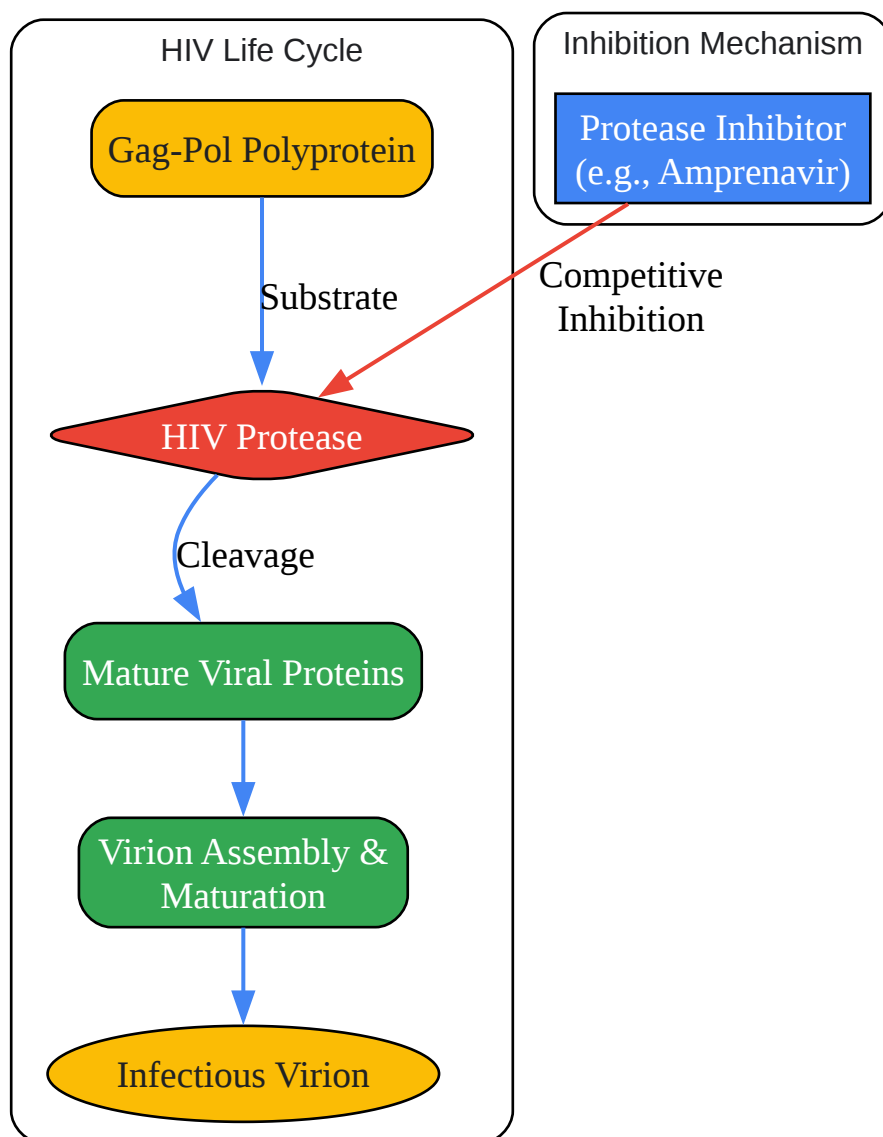 HIV Life Cycle
Gag-Pol Polyprotein
Substrate
HIV Protease
Cleavage
Mature Viral Proteins
Virion Assembly &
Maturation
Infectious Virion
Inhibition Mechanism
Protease Inhibitor
(e.g., Amprenavir)
Competitive
Inhibition